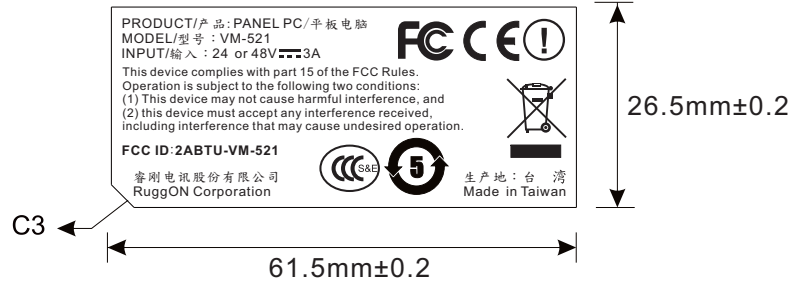 PRODUCT/产品: PANEL PC/平板电脑
MODEL/型号 : VM-521
INPUT/输入 : 24 or 48V⎓3A
FC CE
This device complies with part 15 of the FCC Rules.
Operation is subject to the following two conditions:
(1) This device may not cause harmful interference, and
(2) this device must accept any interference received,
including interference that may cause undesired operation.
FCC ID:2ABTU-VM-521
CCC S&E
5
睿刚电讯股份有限公司
RuggON Corporation
生产地:台 湾
Made in Taiwan
26.5mm±0.2
C3
61.5mm±0.2